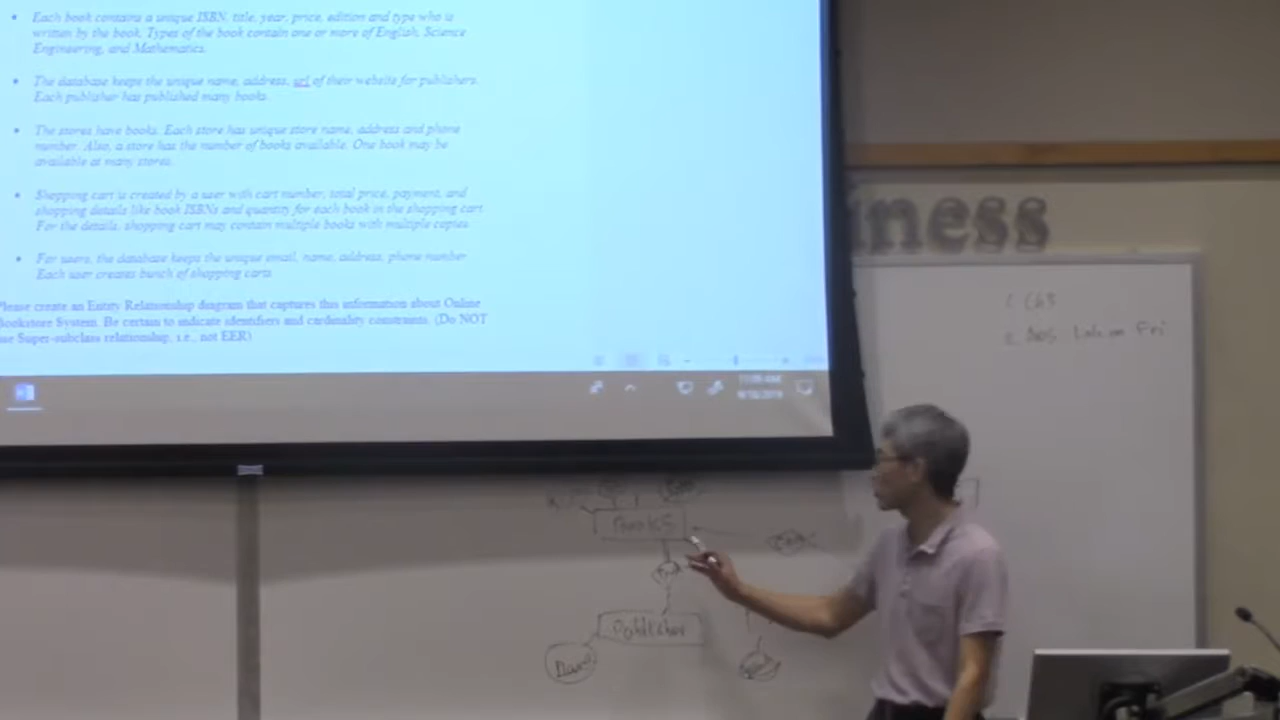 Each book contains a unique ISBN, title, year, price, edition and type who is
written by the book. Types of the book contain one or more of English, Science
Engineering, and Mathematics.
The database keeps the unique name, address, url of their website for publishers.
Each publisher has published many books.
The stores have books. Each store has unique store name, address and phone
number. Also, a store has the number of books available. One book may be
available at many stores.
Shopping cart is created by a user with cart number, total price, payment, and
shopping details like book ISBNs and quantity for each book in the shopping cart.
For the details, shopping cart may contain multiple books with multiple copies.
For users, the database keeps the unique email, name, address, phone number.
Each user creates bunch of shopping carts
Please create an Entity Relationship diagram that captures this information about Online
Bookstore System. Be certain to indicate identifiers and cardinality constraints. (Do NOT
use Super-subclass relationship, i.e., not EER)
iness
1. Ch3
Lab on Fri
Books
Publisher